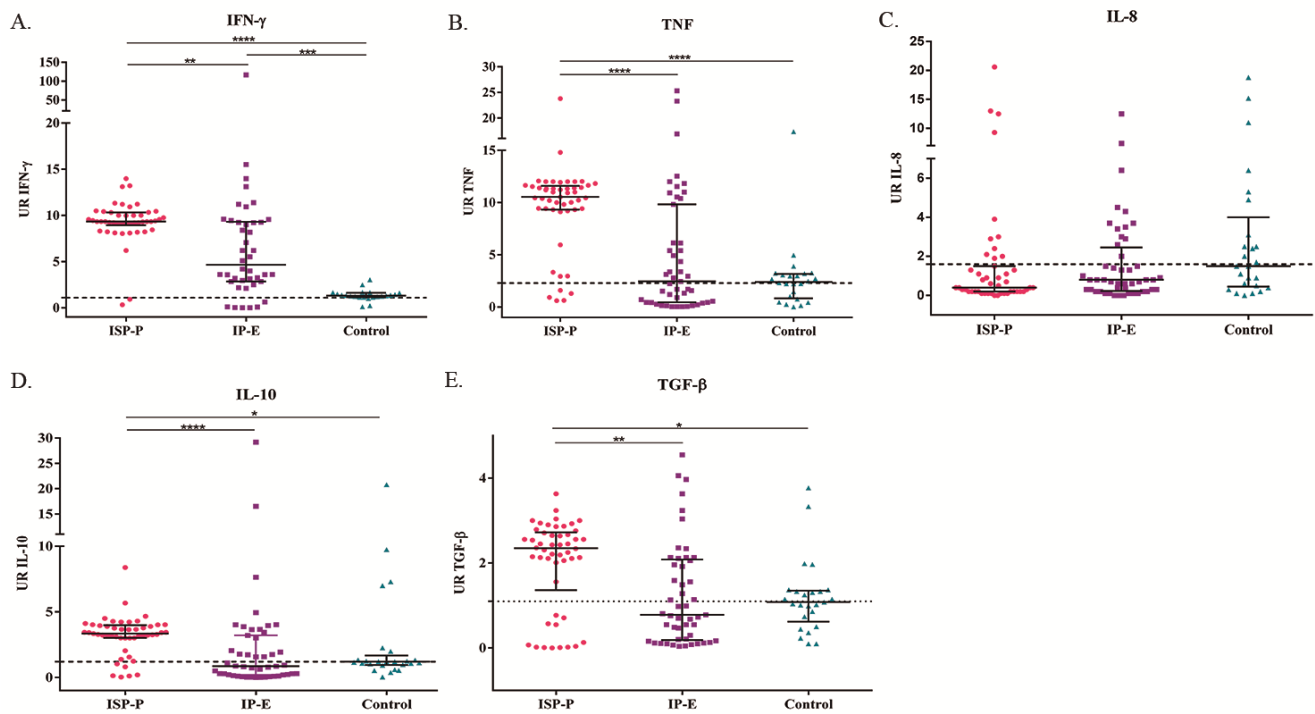 A.
IFN-γ
****
**
***
UR IFN-γ
150
100
50
20
15
10
5
0
ISP-P
IP-E
Control
B.
TNF
****
****
UR TNF
30
25
20
15
10
5
0
ISP-P
IP-E
Control
C.
IL-8
UR IL-8
25
20
15
10
6
4
2
0
ISP-P
IP-E
Control
D.
IL-10
*
****
UR IL-10
30
25
20
15
10
5
0
ISP-P
IP-E
Control
E.
TGF-β
*
**
UR TGF-β
4
2
0
ISP-P
IP-E
Control